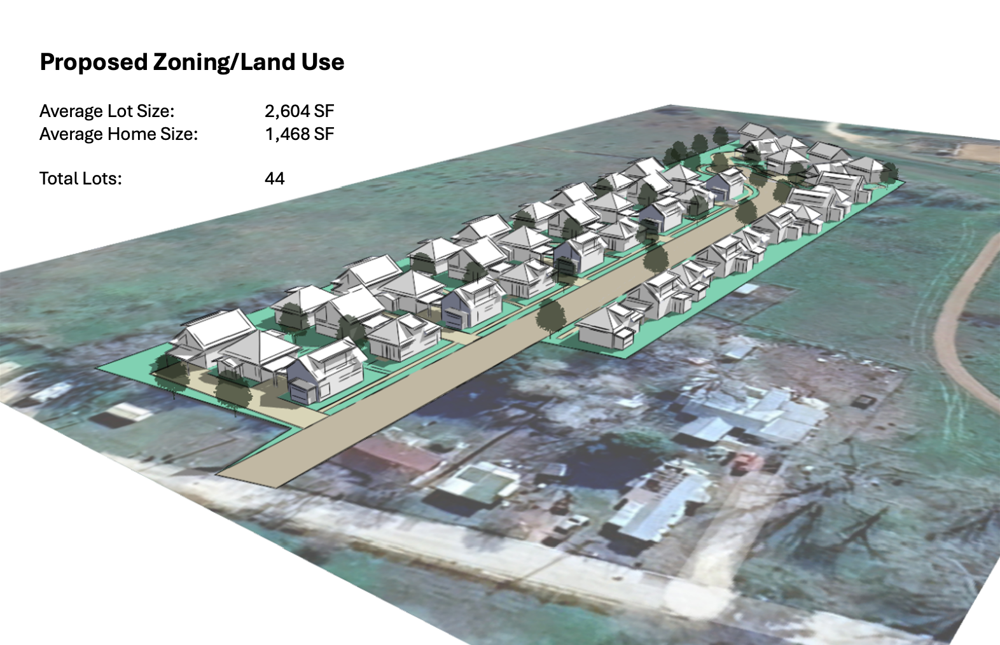 Proposed Zoning/Land Use
Average Lot Size: 2,604 SF
Average Home Size: 1,468 SF
Total Lots: 44